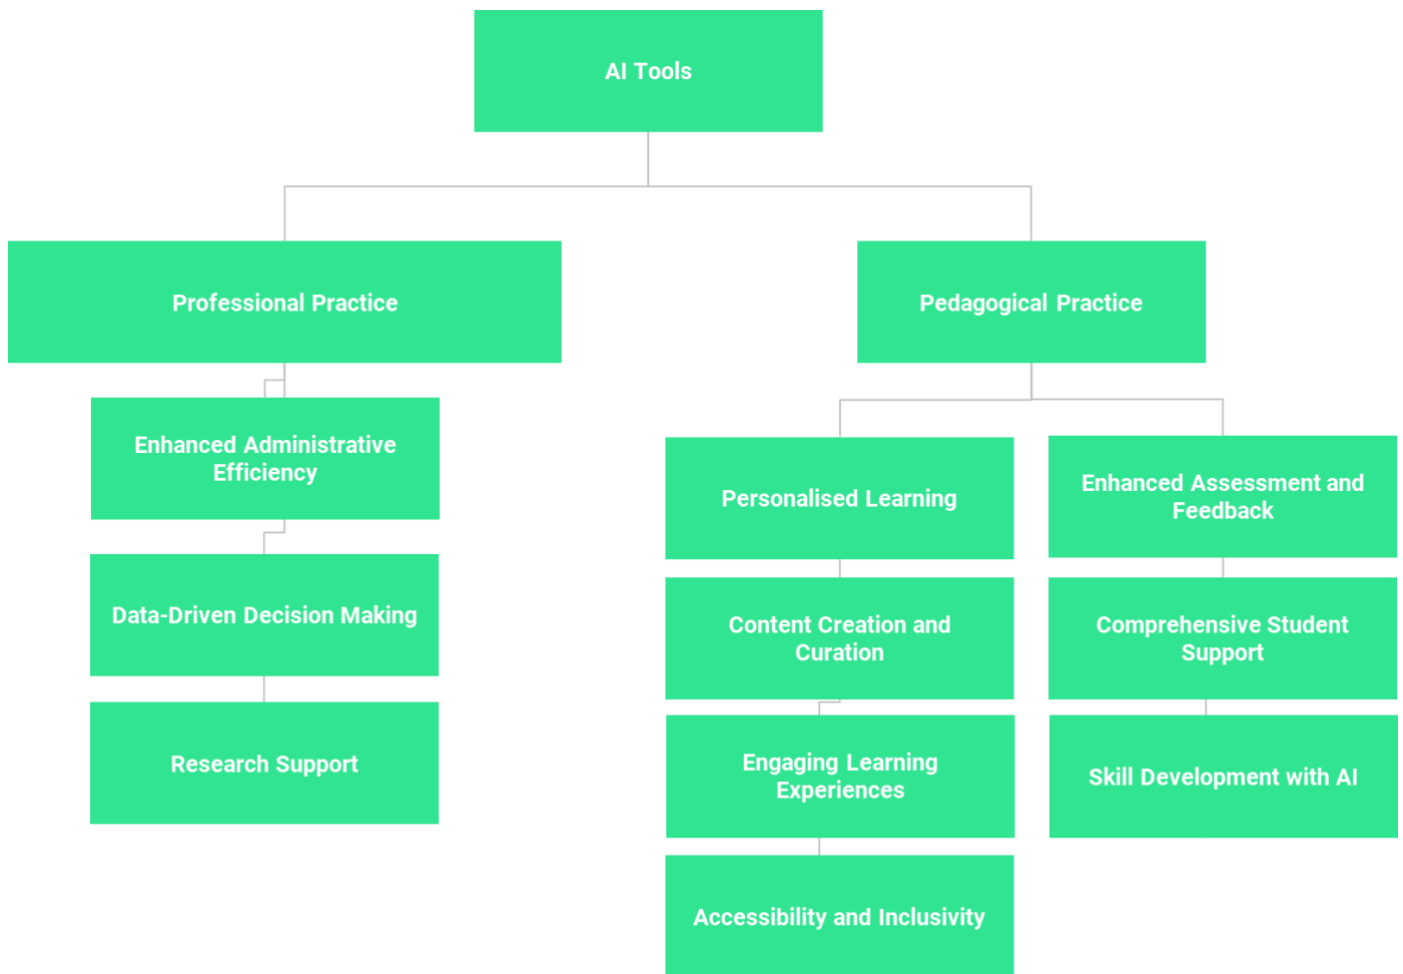 AI Tools
Professional Practice
Pedagogical Practice
Enhanced Administrative
Efficiency
Data-Driven Decision Making
Research Support
Personalised Learning
Content Creation and
Curation
Engaging Learning
Experiences
Accessibility and Inclusivity
Enhanced Assessment and
Feedback
Comprehensive Student
Support
Skill Development with AI